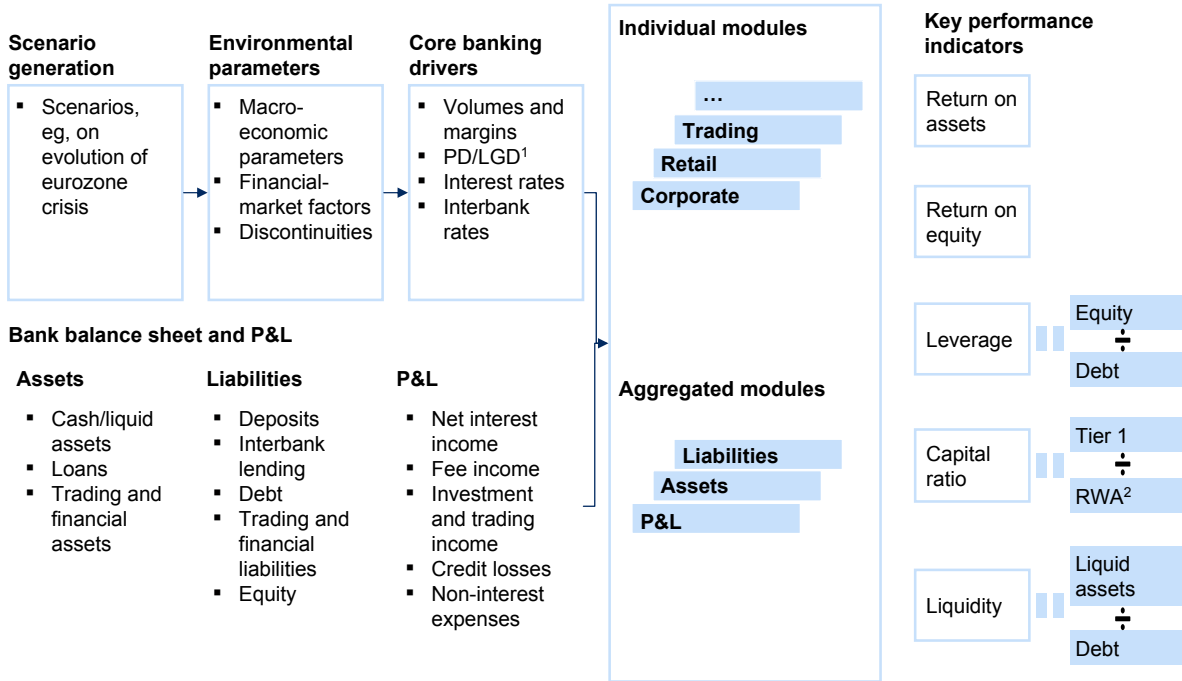 Scenario
generation
▪ Scenarios,
eg, on
evolution of
eurozone
crisis
Environmental
parameters
▪ Macro-
economic
parameters
▪ Financial-
market factors
▪ Discontinuities
Core banking
drivers
▪ Volumes and
margins
▪ PD/LGD¹
▪ Interest rates
▪ Interbank
rates
Bank balance sheet and P&L
Assets
▪ Cash/liquid
assets
▪ Loans
▪ Trading and
financial
assets
Liabilities
▪ Deposits
▪ Interbank
lending
▪ Debt
▪ Trading and
financial
liabilities
▪ Equity
P&L
▪ Net interest
income
▪ Fee income
▪ Investment
and trading
income
▪ Credit losses
▪ Non-interest
expenses
Individual modules
…
Trading
Retail
Corporate
Aggregated modules
Liabilities
Assets
P&L
Key performance
indicators
Return on
assets
Return on
equity
Leverage
Equity
÷
Debt
Capital
ratio
Tier 1
÷
RWA²
Liquidity
Liquid
assets
÷
Debt